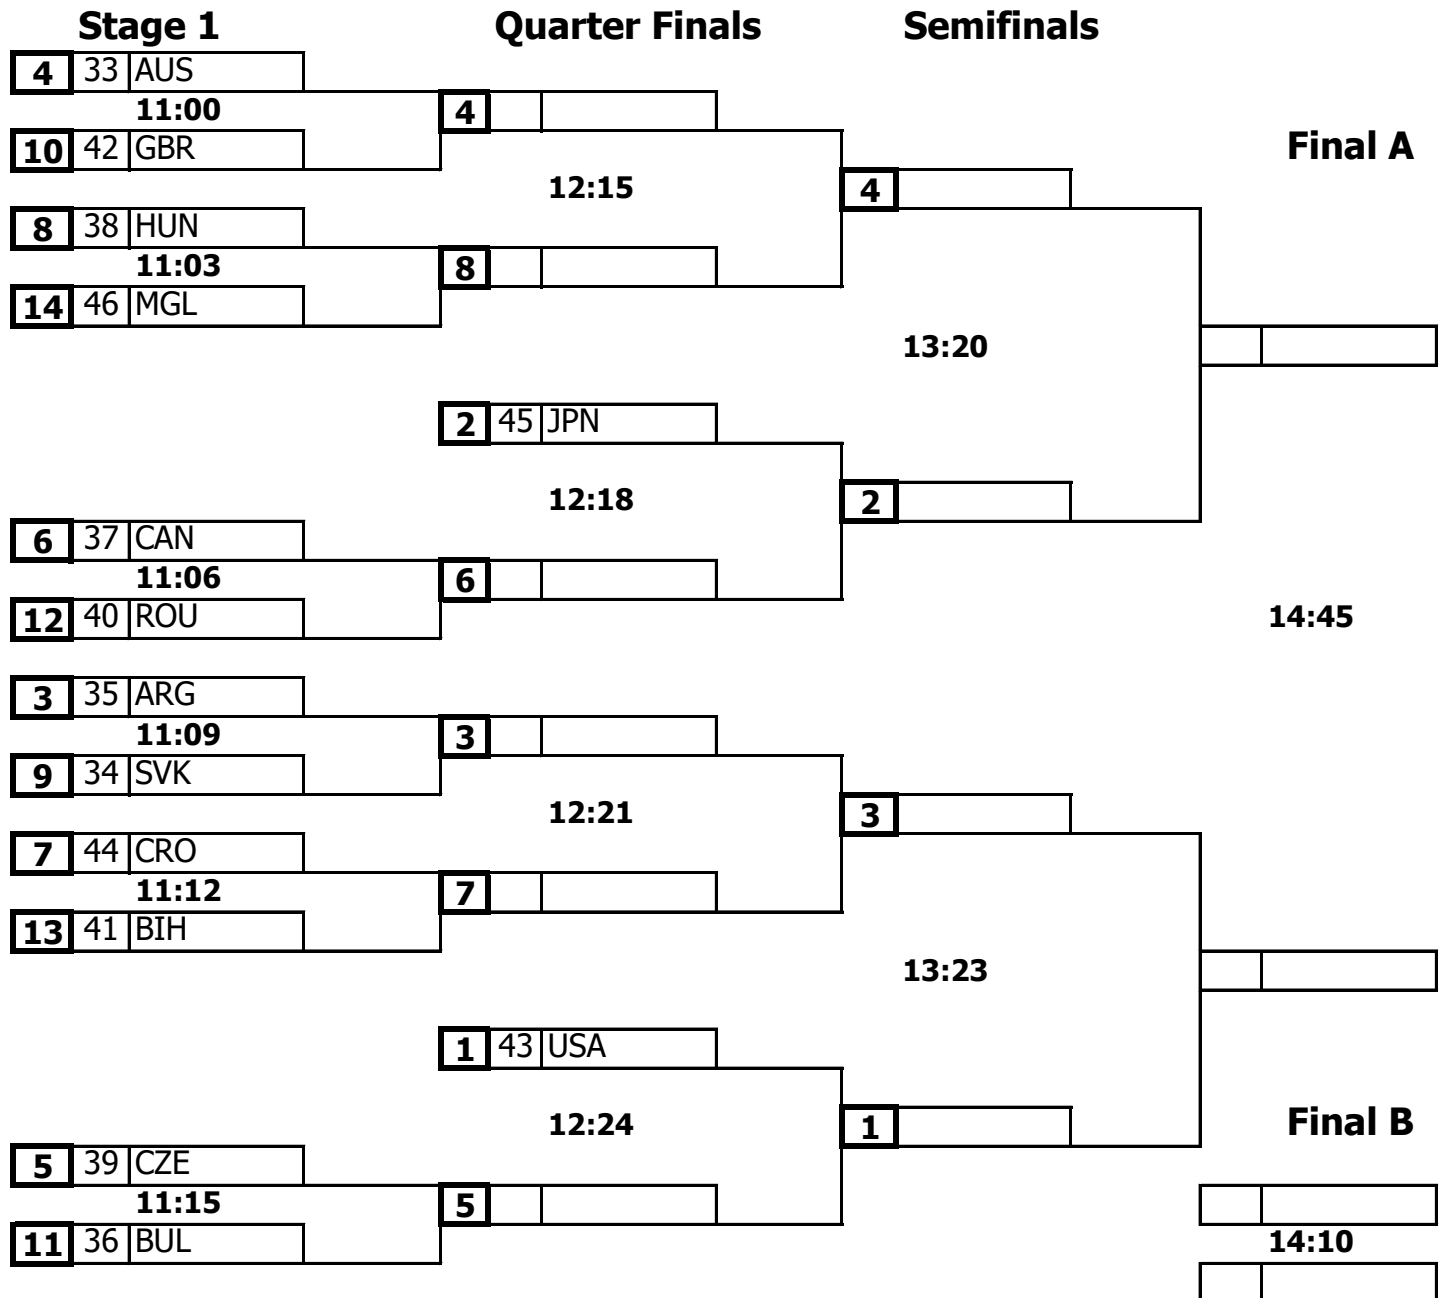 Stage 1 Quarter Finals Semifinals
4 33 AUS
11:00
4
10 42 GBR
Final A
12:15
4
8 38 HUN
11:03
8
14 46 MGL
13:20
2 45 JPN
12:18
2
6 37 CAN
11:06
6
12 40 ROU
14:45
3 35 ARG
11:09
3
9 34 SVK
12:21
3
7 44 CRO
11:12
7
13 41 BIH
13:23
1 43 USA
12:24
1
Final B
5 39 CZE
11:15
5
11 36 BUL
14:10